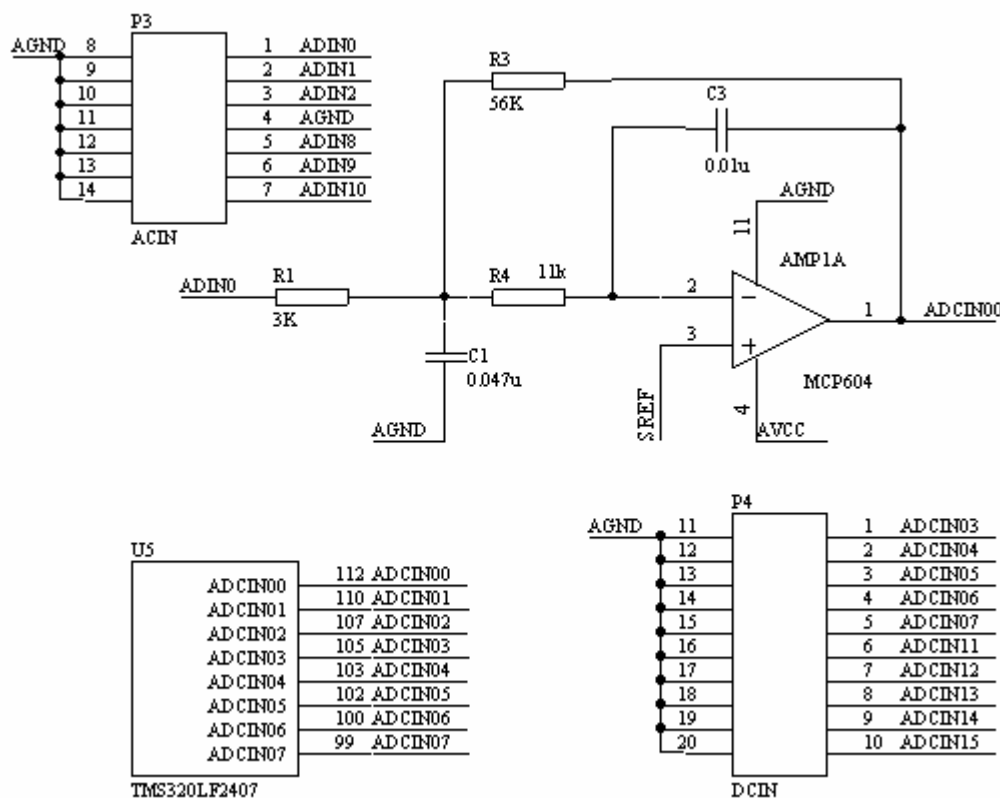 P3
AGND 8 1 ADIN0
9 2 ADIN1
10 3 ADIN2
11 4 AGND
12 5 ADIN8
13 6 ADIN9
14 7 ADIN10
ACIN
R3
56K
C3
0.01u
AGND
11
AMP1A
ADIN0
R1
3K
R4 11k
2
3
1 ADCIN00
MCP604
C1
0.047u
AGND
SREF
4
AVCC
U5
ADCIN00 112 ADCIN00
ADCIN01 110 ADCIN01
ADCIN02 107 ADCIN02
ADCIN03 105 ADCIN03
ADCIN04 103 ADCIN04
ADCIN05 102 ADCIN05
ADCIN06 100 ADCIN06
ADCIN07 99 ADCIN07
TMS320LF2407
P4
AGND 11 1 ADCIN03
12 2 ADCIN04
13 3 ADCIN05
14 4 ADCIN06
15 5 ADCIN07
16 6 ADCIN11
17 7 ADCIN12
18 8 ADCIN13
19 9 ADCIN14
20 10 ADCIN15
DCIN